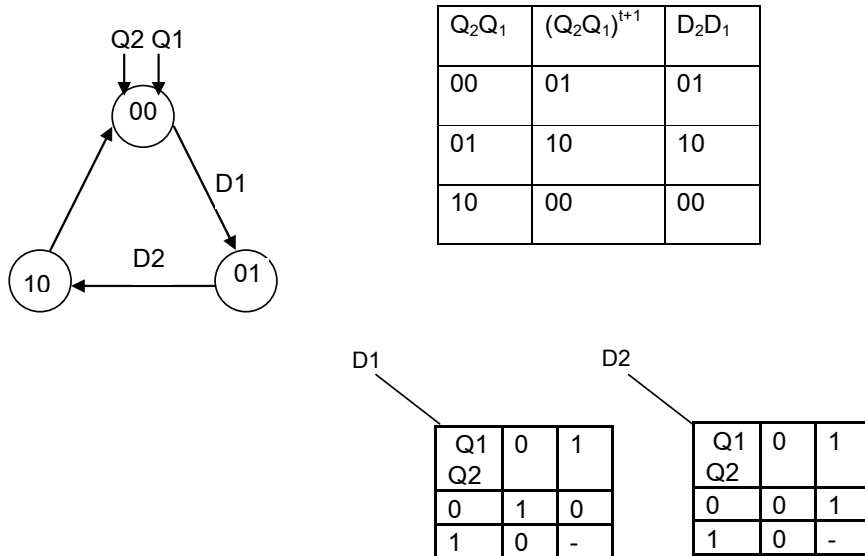 Q2 Q1
00
D1
D2
10
01
Q₂Q₁ (Q₂Q₁)ᵗ⁺¹ D₂D₁
00 01 01
01 10 10
10 00 00
D1
Q1 0 1
Q2
0 1 0
1 0 -
D2
Q1 0 1
Q2
0 0 1
1 0 -